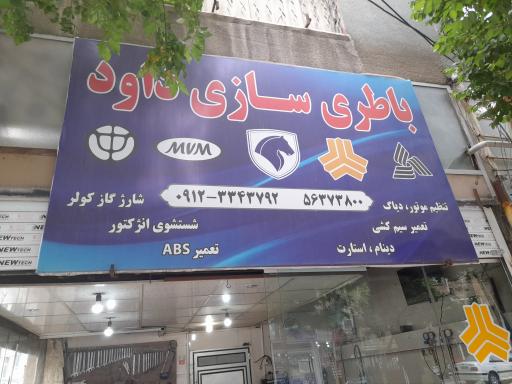 باطری سازی داود
MVM
۰۹۱۲-۳۳۴۳۷۹۲ ۵۶۳۷۳۸۰۰
تنظیم موتور، دیاگ
تعمیر سیم کشی
دینام ، استارت
شارژ گاز کولر
شستشوی انژکتور
تعمیر ABS
NEWTECH
NEWTECH
NEWTECH